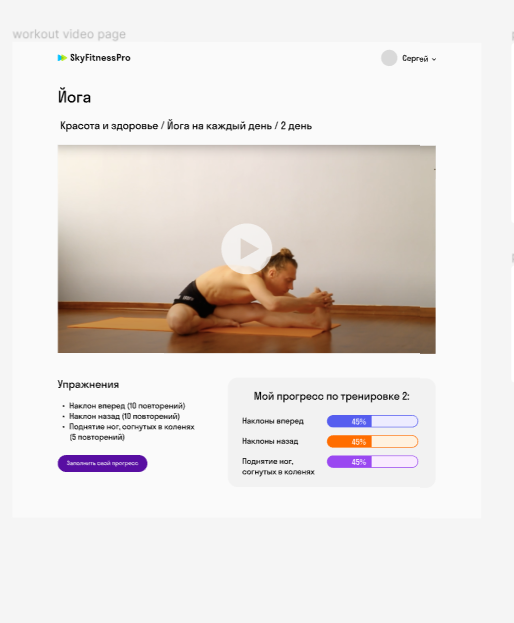 workout video page
SkyFitnessPro
Сергей
Йога
Красота и здоровье / Йога на каждый день / 2 день
Упражнения
• Наклон вперед (10 повторений)
• Наклон назад (10 повторений)
• Поднятие ног, согнутых в коленях
(5 повторений)
Заполнить свой прогресс
Мой прогресс по тренировке 2:
Наклоны вперед 45%
Наклоны назад 45%
Поднятие ног, 45%
согнутых в коленях